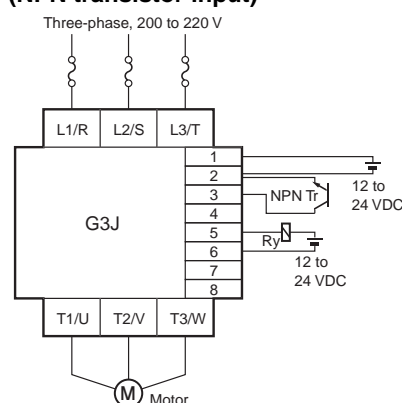 (NPN transistor input)
Three-phase, 200 to 220 V
L1/R L2/S L3/T
1
2
3
4
5
6
7
8
G3J
NPN Tr
12 to
24 VDC
Ry
12 to
24 VDC
T1/U T2/V T3/W
M Motor